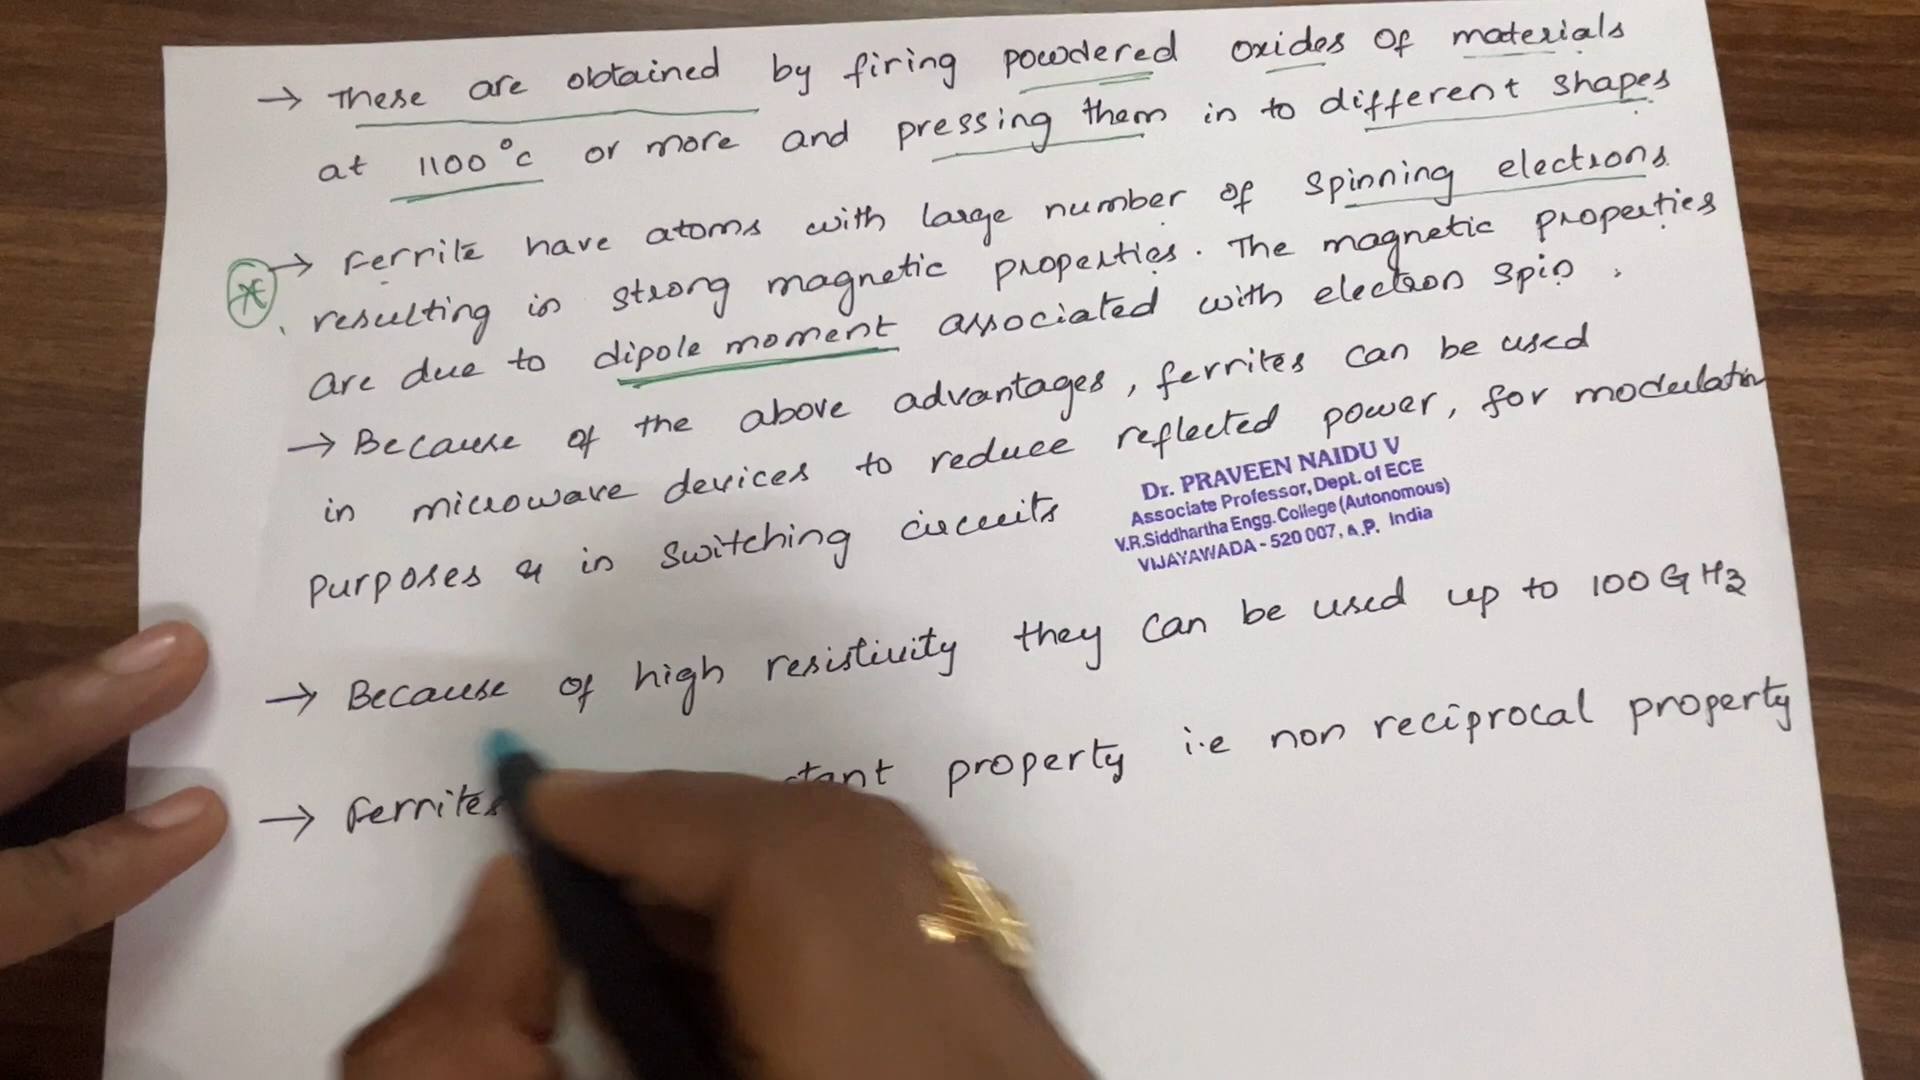 → These are obtained by firing powdered oxides of materials
at 1100°c or more and pressing them in to different shapes
→ Ferrite have atoms with large number of spinning electrons
resulting in strong magnetic properties. The magnetic properties
are due to dipole moment associated with electron spin.
→ Because of the above advantages, ferrites can be used
in microwave devices to reduce reflected power, for modulation
purposes & in switching circuits
Dr. PRAVEEN NAIDU V
Associate Professor, Dept. of ECE
V.R.Siddhartha Engg. College (Autonomous)
VIJAYAWADA - 520 007, A.P. India
→ Because of high resistivity they can be used up to 100 GHz
→ Ferrites property i.e non reciprocal property